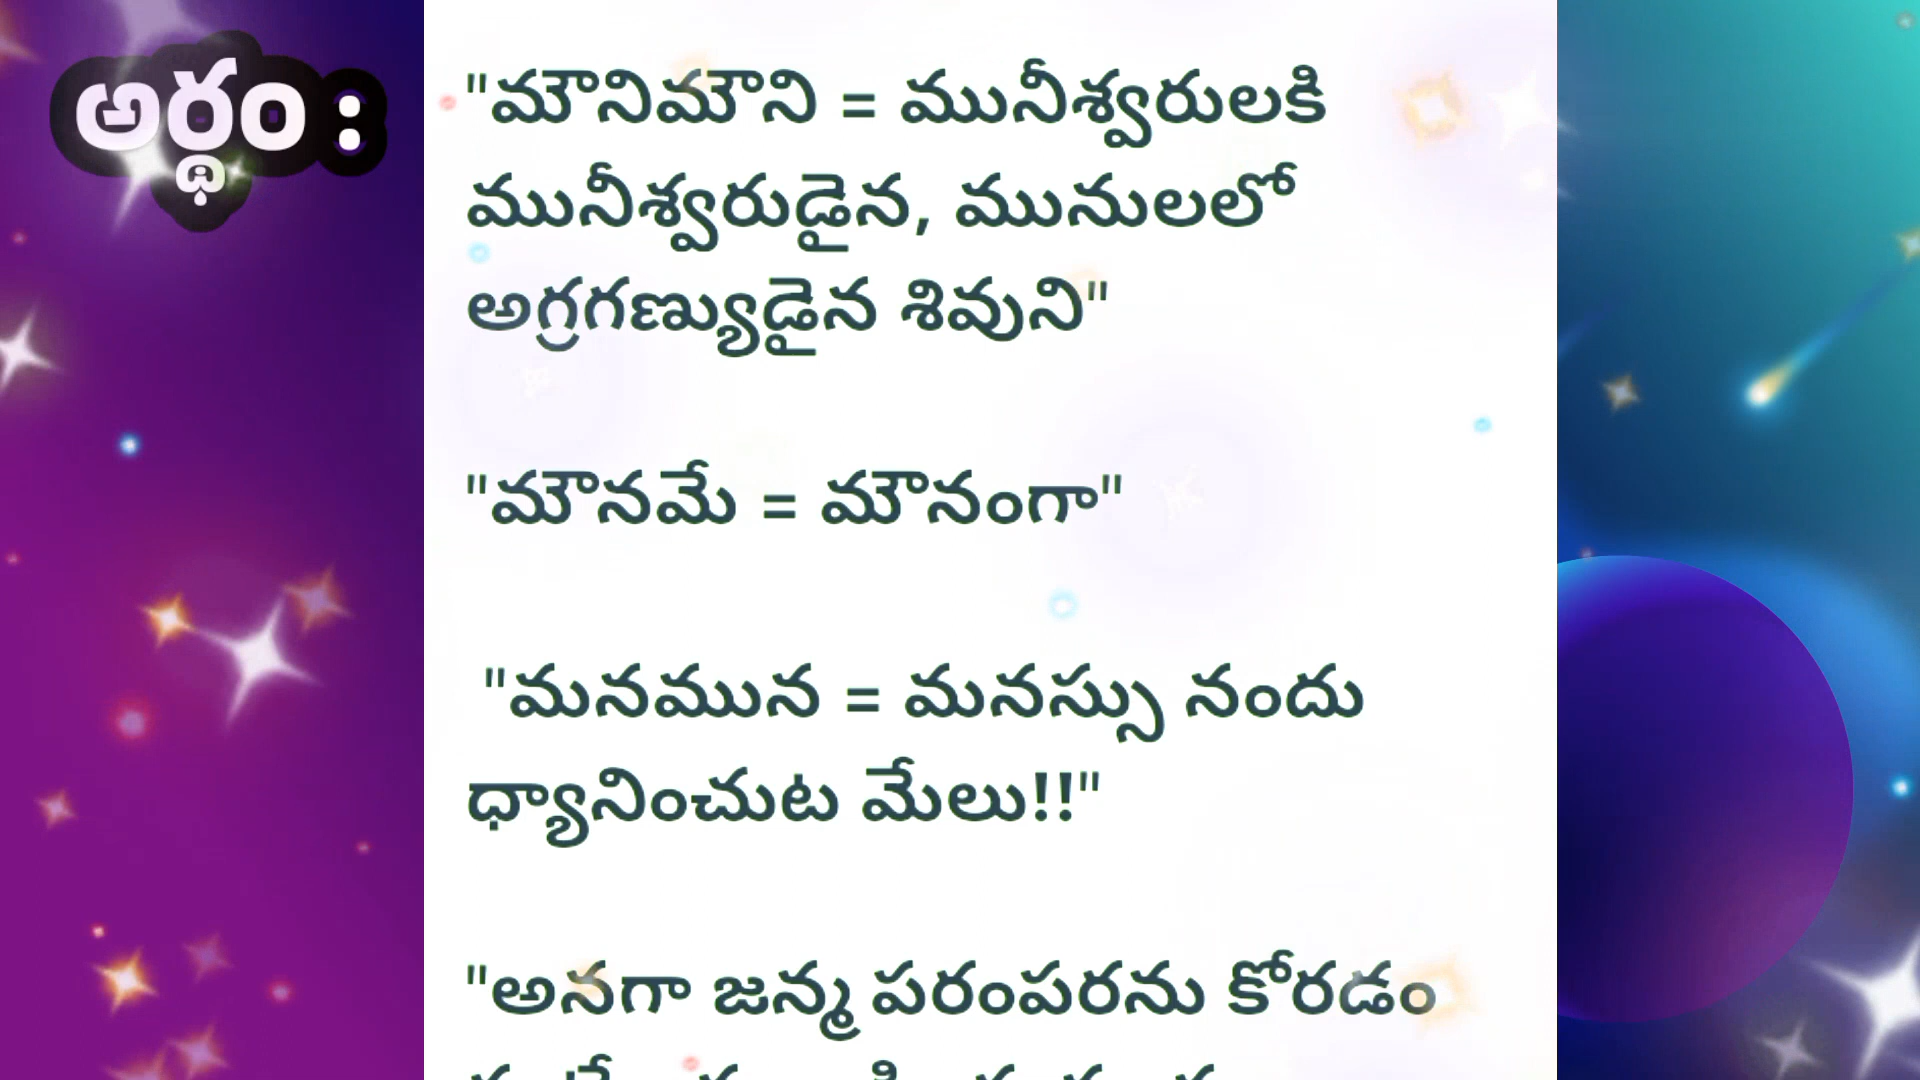 అర్థం :
"మౌనిమౌని = మునీశ్వరులకి
మునీశ్వరుడైన, మునులలో
అగ్రగణ్యుడైన శివుని"
"మౌనమే = మౌనంగా"
"మనమున = మనస్సు నందు
ధ్యానించుట మేలు!!"
"అనగా జన్మ పరంపరను కోరడం